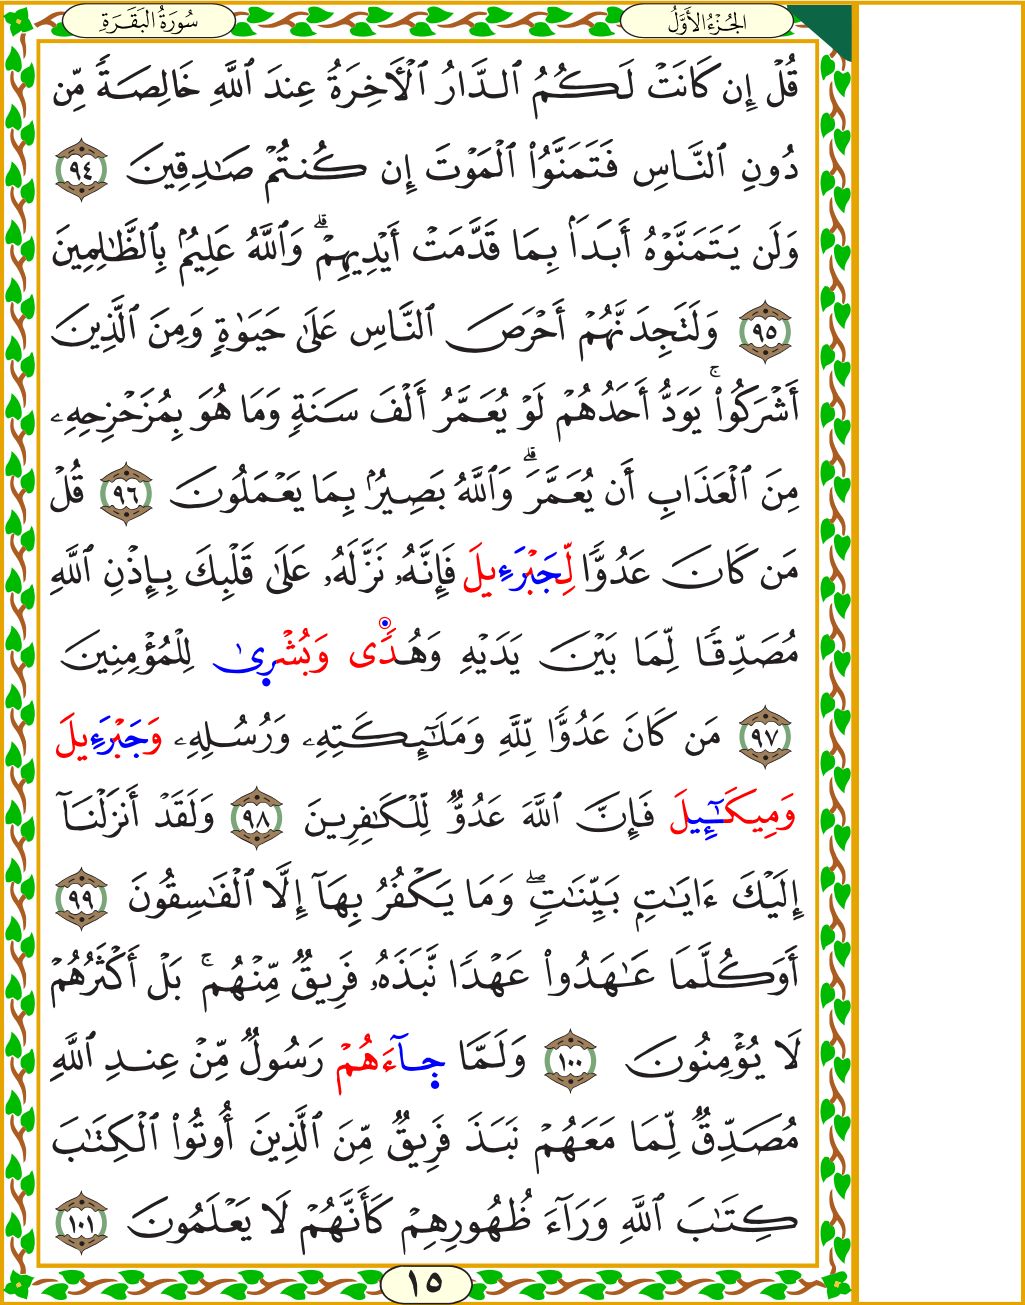 الجُزْءُ الأَوَّلُ
سُورَةُ البَقَرَةِ
قُلْ إِن كَانَتْ لَكُمُ ٱلدَّارُ ٱلْأَخِرَةُ عِندَ ٱللَّهِ خَالِصَةً مِّن
دُونِ ٱلنَّاسِ فَتَمَنَّوُا۟ ٱلْمَوْتَ إِن كُنتُمْ صَـٰدِقِينَ ٩٤
وَلَن يَتَمَنَّوْهُ أَبَدَۢا بِمَا قَدَّمَتْ أَيْدِيهِمْ ۗ وَٱللَّهُ عَلِيمُۢ بِٱلظَّـٰلِمِينَ
٩٥ وَلَتَجِدَنَّهُمْ أَحْرَصَ ٱلنَّاسِ عَلَىٰ حَيَوٰةٍ وَمِنَ ٱلَّذِينَ
أَشْرَكُوا۟ ۚ يَوَدُّ أَحَدُهُمْ لَوْ يُعَمَّرُ أَلْفَ سَنَةٍ وَمَا هُوَ بِمُزَحْزِحِهِۦ
مِنَ ٱلْعَذَابِ أَن يُعَمَّرَ ۗ وَٱللَّهُ بَصِيرُۢ بِمَا يَعْمَلُونَ ٩٦ قُلْ
مَن كَانَ عَدُوًّا لِّجَبْرَءِيلَ فَإِنَّهُۥ نَزَّلَهُۥ عَلَىٰ قَلْبِكَ بِإِذْنِ ٱللَّهِ
مُصَدِّقًا لِّمَا بَيْنَ يَدَيْهِ وَهُدًى وَبُشْرِىٰ لِلْمُؤْمِنِينَ
٩٧ مَن كَانَ عَدُوًّا لِّلَّهِ وَمَلَـٰٓئِكَتِهِۦ وَرُسُلِهِۦ وَجَبْرَءِيلَ
وَمِيكَـٰٓئِيلَ فَإِنَّ ٱللَّهَ عَدُوٌّ لِّلْكَـٰفِرِينَ ٩٨ وَلَقَدْ أَنزَلْنَآ
إِلَيْكَ ءَايَـٰتٍۭ بَيِّنَـٰتٍ ۖ وَمَا يَكْفُرُ بِهَآ إِلَّا ٱلْفَـٰسِقُونَ ٩٩
أَوَكُلَّمَا عَـٰهَدُوا۟ عَهْدًا نَّبَذَهُۥ فَرِيقٌ مِّنْهُم ۚ بَلْ أَكْثَرُهُمْ
لَا يُؤْمِنُونَ ١٠٠ وَلَمَّا جَآءَهُمْ رَسُولٌ مِّنْ عِندِ ٱللَّهِ
مُصَدِّقٌ لِّمَا مَعَهُمْ نَبَذَ فَرِيقٌ مِّنَ ٱلَّذِينَ أُوتُوا۟ ٱلْكِتَـٰبَ
كِتَـٰبَ ٱللَّهِ وَرَآءَ ظُهُورِهِمْ كَأَنَّهُمْ لَا يَعْلَمُونَ ١٠١
١٥